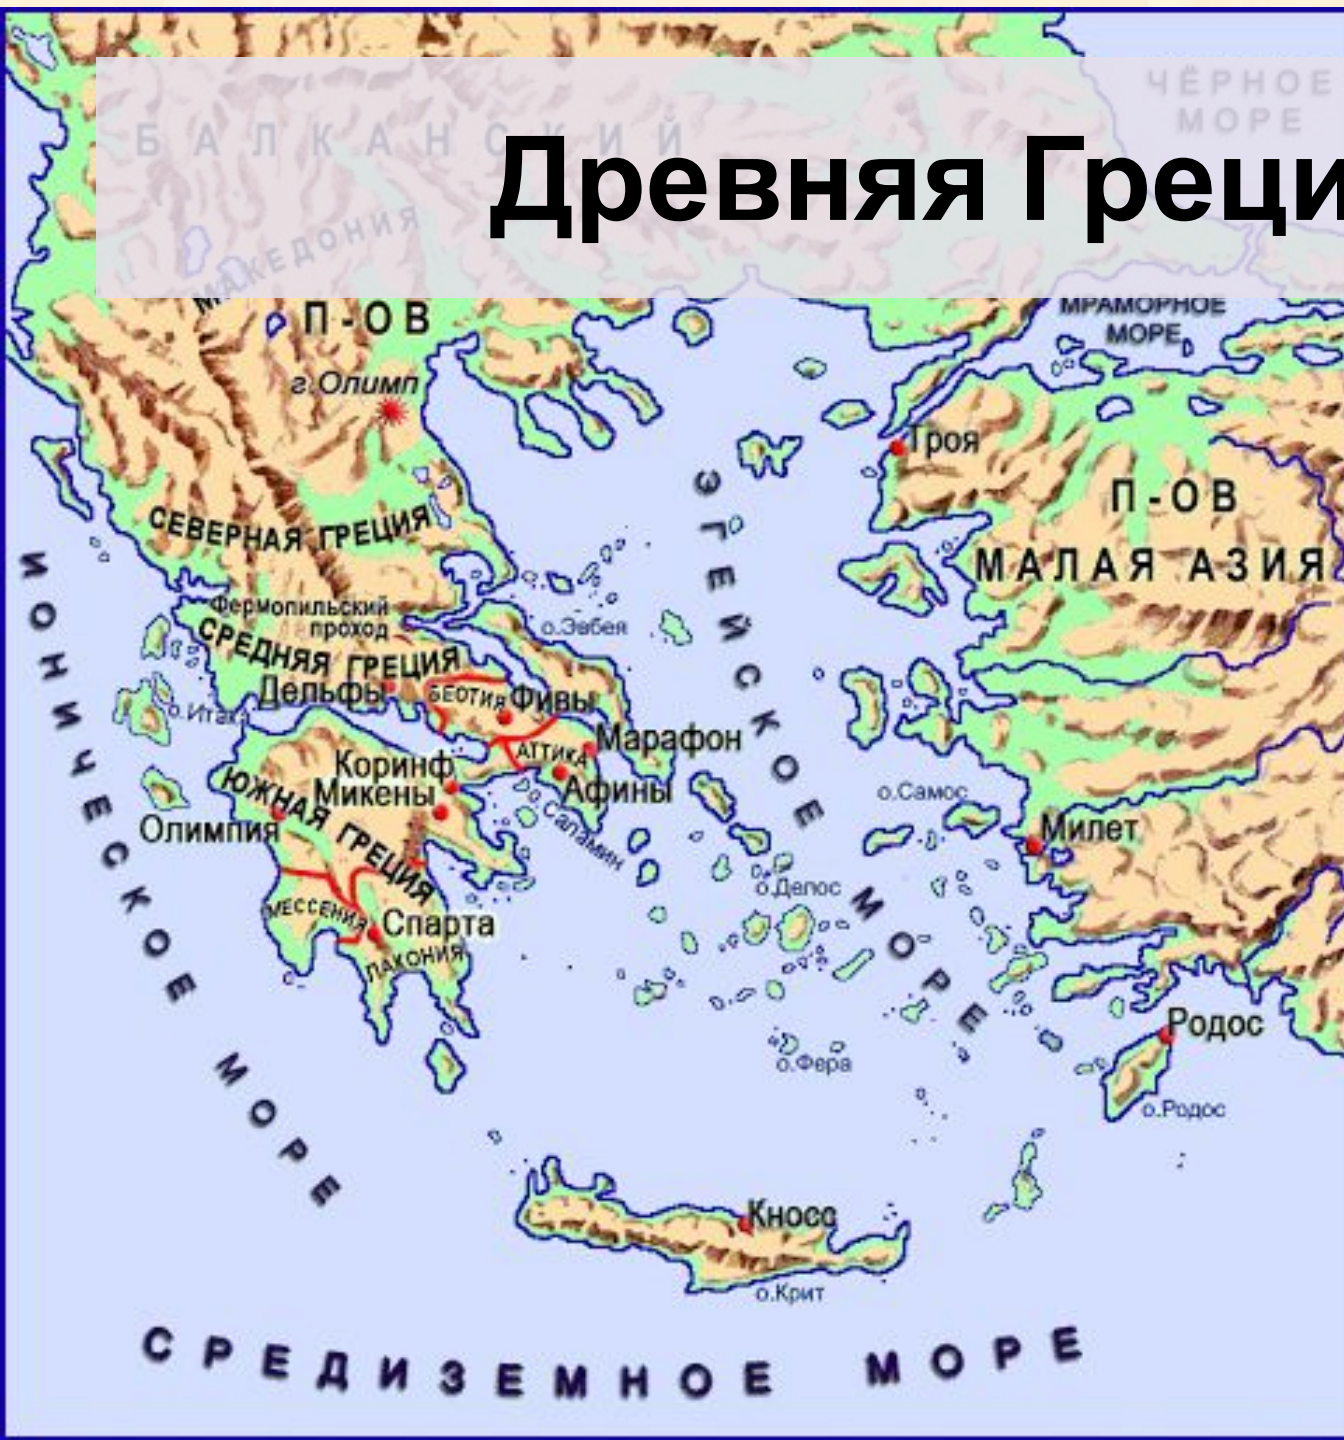 ЧЁРНОЕ
МОРЕ
БАЛКАНСКИЙ
Древняя Греци
МАКЕДОНИЯ
П-ОВ
МРАМОРНОЕ
МОРЕ
г.Олимп
Троя
П-ОВ
МАЛАЯ АЗИЯ
СЕВЕРНАЯ ГРЕЦИЯ
ЭГЕЙСКОЕ МОРЕ
ИОНИЧЕСКОЕ МОРЕ
Фермопильский
проход
о.Эвбея
СРЕДНЯЯ ГРЕЦИЯ
Дельфы
БЕОТИЯ
Фивы
о.Итака
Марафон
АТТИКА
Коринф
Микены
Афины
о.Саламин
ЮЖНАЯ ГРЕЦИЯ
Олимпия
о.Самос
Милет
о.Делос
МЕССЕНИЯ
Спарта
ЛАКОНИЯ
Родос
о.Фера
о.Родос
Кносс
о.Крит
СРЕДИЗЕМНОЕ МОРЕ